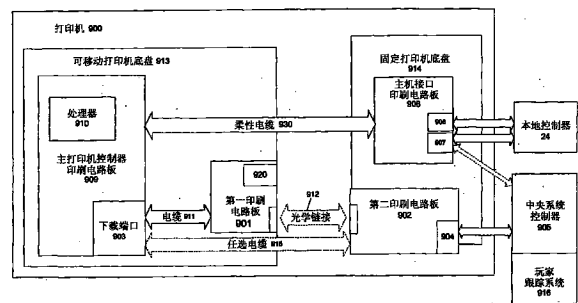 打印机 900
可移动打印机底盘 913
固定打印机底盘
914
处理器
910
主打印机控制器
印刷电路板
909
下载端口
903
柔性电缆 930
920
第一印刷
电路板
901
电缆 911
912
光学链接
任选电缆 915
主机接口
印刷电路板
906
908
907
第二印刷电路板
902
904
本地控制器
24
中央系统
控制器
905
玩家
跟踪系统
916